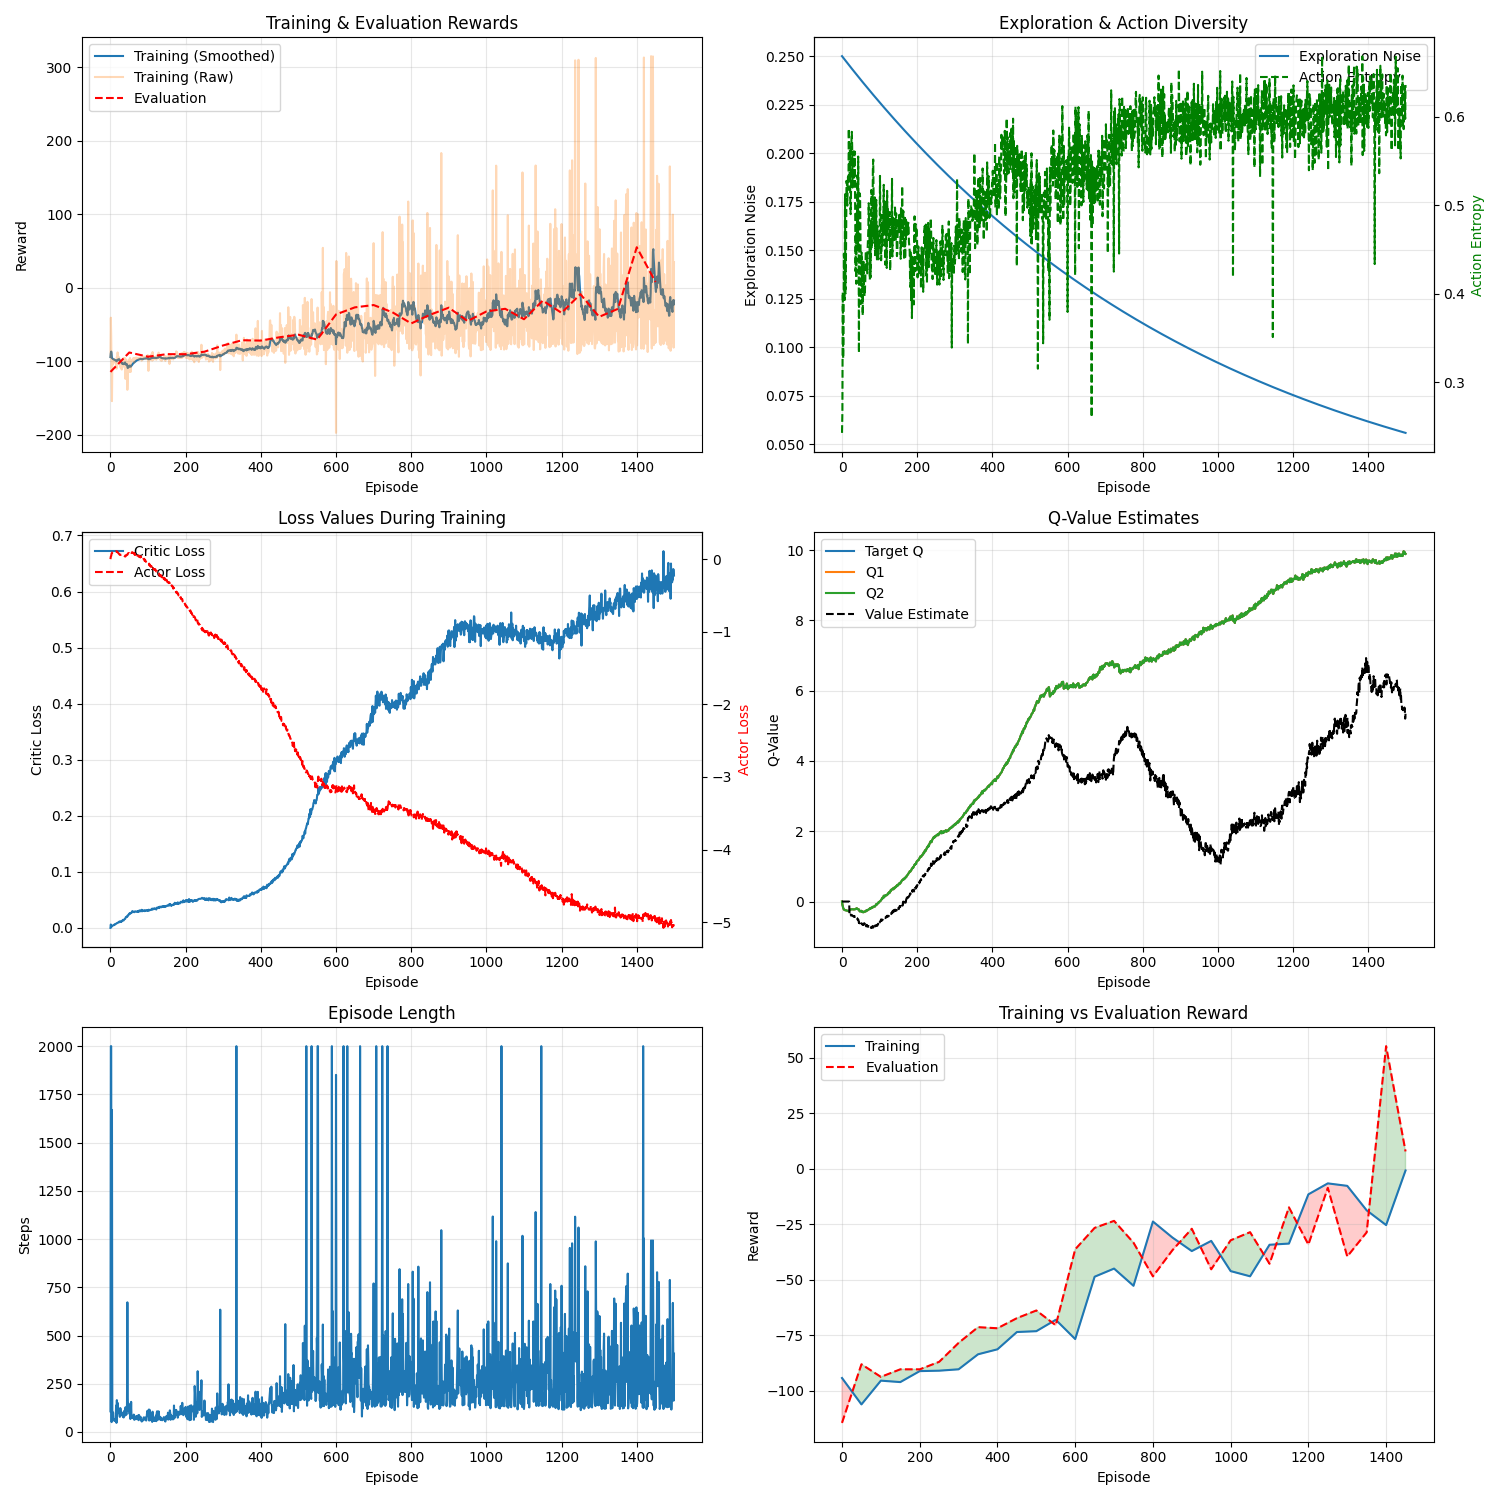 Training & Evaluation Rewards
Training (Smoothed)
Training (Raw)
Evaluation
300
200
100
0
−100
−200
Reward
0 200 400 600 800 1000 1200 1400
Episode
Exploration & Action Diversity
Exploration Noise
Action Entropy
0.250
0.225
0.200
0.175
0.150
0.125
0.100
0.075
0.050
Exploration Noise
0.6
0.5
0.4
0.3
Action Entropy
0 200 400 600 800 1000 1200 1400
Episode
Loss Values During Training
Critic Loss
Actor Loss
0.7
0.6
0.5
0.4
0.3
0.2
0.1
0.0
Critic Loss
0
−1
−2
−3
−4
−5
Actor Loss
0 200 400 600 800 1000 1200 1400
Episode
Q-Value Estimates
Target Q
Q1
Q2
Value Estimate
10
8
6
4
2
0
Q-Value
0 200 400 600 800 1000 1200 1400
Episode
Episode Length
2000
1750
1500
1250
1000
750
500
250
0
Steps
0 200 400 600 800 1000 1200 1400
Episode
Training vs Evaluation Reward
Training
Evaluation
50
25
0
−25
−50
−75
−100
Reward
0 200 400 600 800 1000 1200 1400
Episode